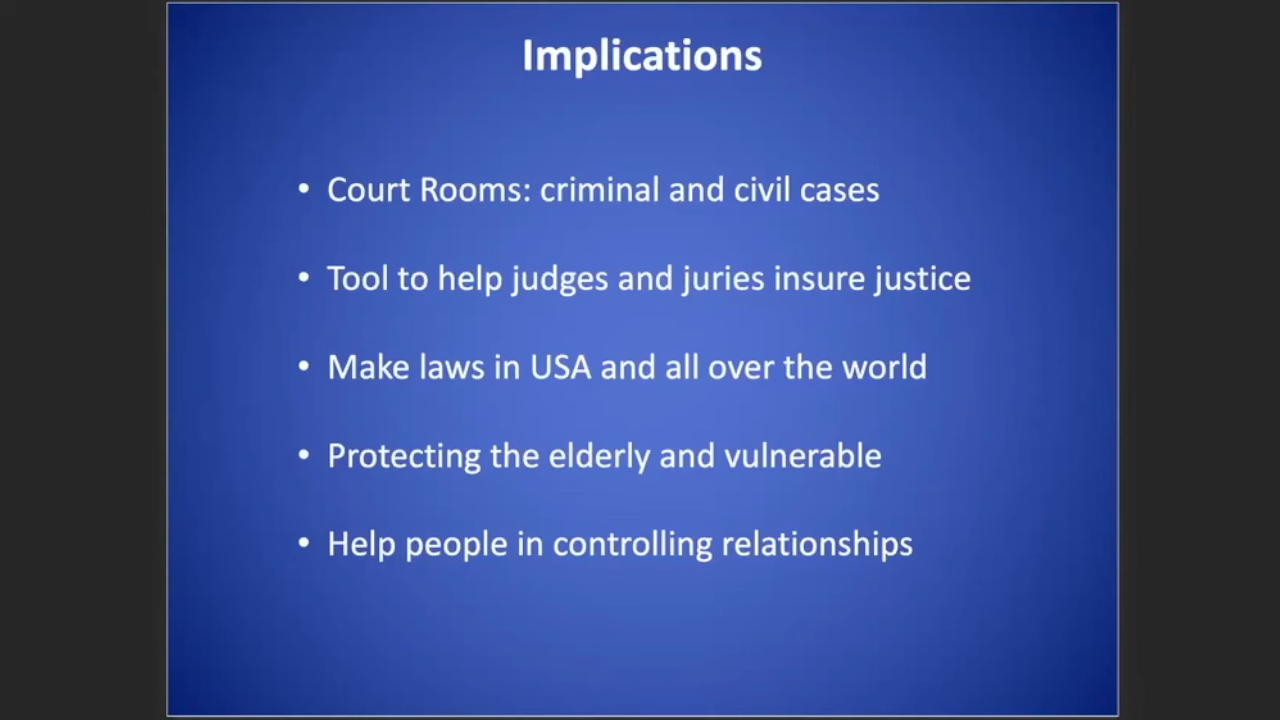 Implications
• Court Rooms: criminal and civil cases
• Tool to help judges and juries insure justice
• Make laws in USA and all over the world
• Protecting the elderly and vulnerable
• Help people in controlling relationships